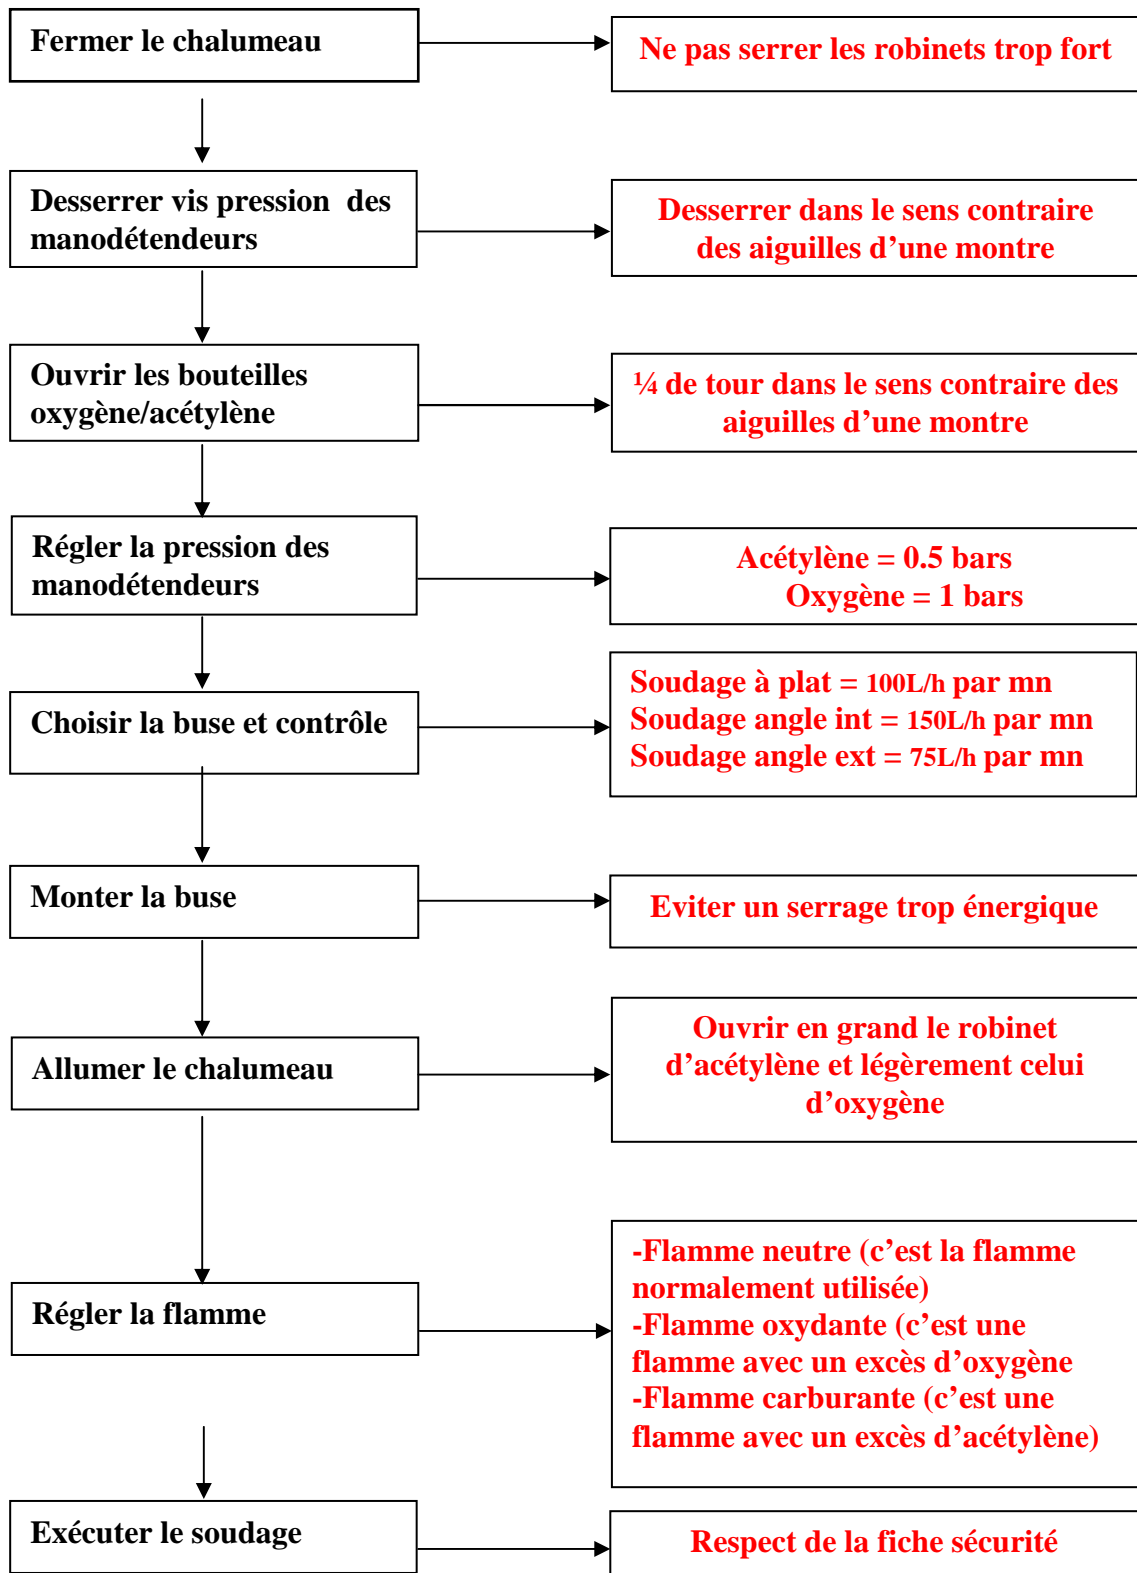 Fermer le chalumeau
Ne pas serrer les robinets trop fort
Desserrer vis pression des
manodétendeurs
Desserrer dans le sens contraire
des aiguilles d’une montre
Ouvrir les bouteilles
oxygène/acétylène
¼ de tour dans le sens contraire des
aiguilles d’une montre
Régler la pression des
manodétendeurs
Acétylène = 0.5 bars
Oxygène = 1 bars
Choisir la buse et contrôle
Soudage à plat = 100L/h par mn
Soudage angle int = 150L/h par mn
Soudage angle ext = 75L/h par mn
Monter la buse
Eviter un serrage trop énergique
Allumer le chalumeau
Ouvrir en grand le robinet
d’acétylène et légèrement celui
d’oxygène
Régler la flamme
-Flamme neutre (c’est la flamme
normalement utilisée)
-Flamme oxydante (c’est une
flamme avec un excès d’oxygène
-Flamme carburante (c’est une
flamme avec un excès d’acétylène)
Exécuter le soudage
Respect de la fiche sécurité